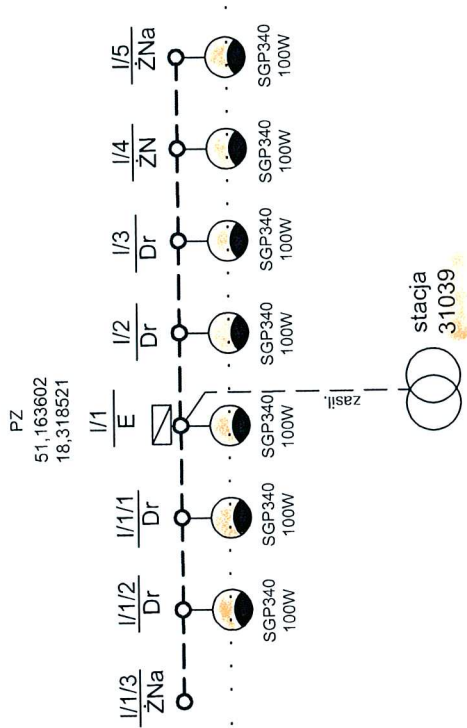 PZ
51,163602
18,318521
I/1/3
ŻNa
I/1/2
Dr
I/1/1
Dr
I/1
E
I/2
Dr
I/3
Dr
I/4
ŻN
I/5
ŻNa
SGP340
100W
SGP340
100W
SGP340
100W
SGP340
100W
SGP340
100W
SGP340
100W
SGP340
100W
zasil.
stacja
31039